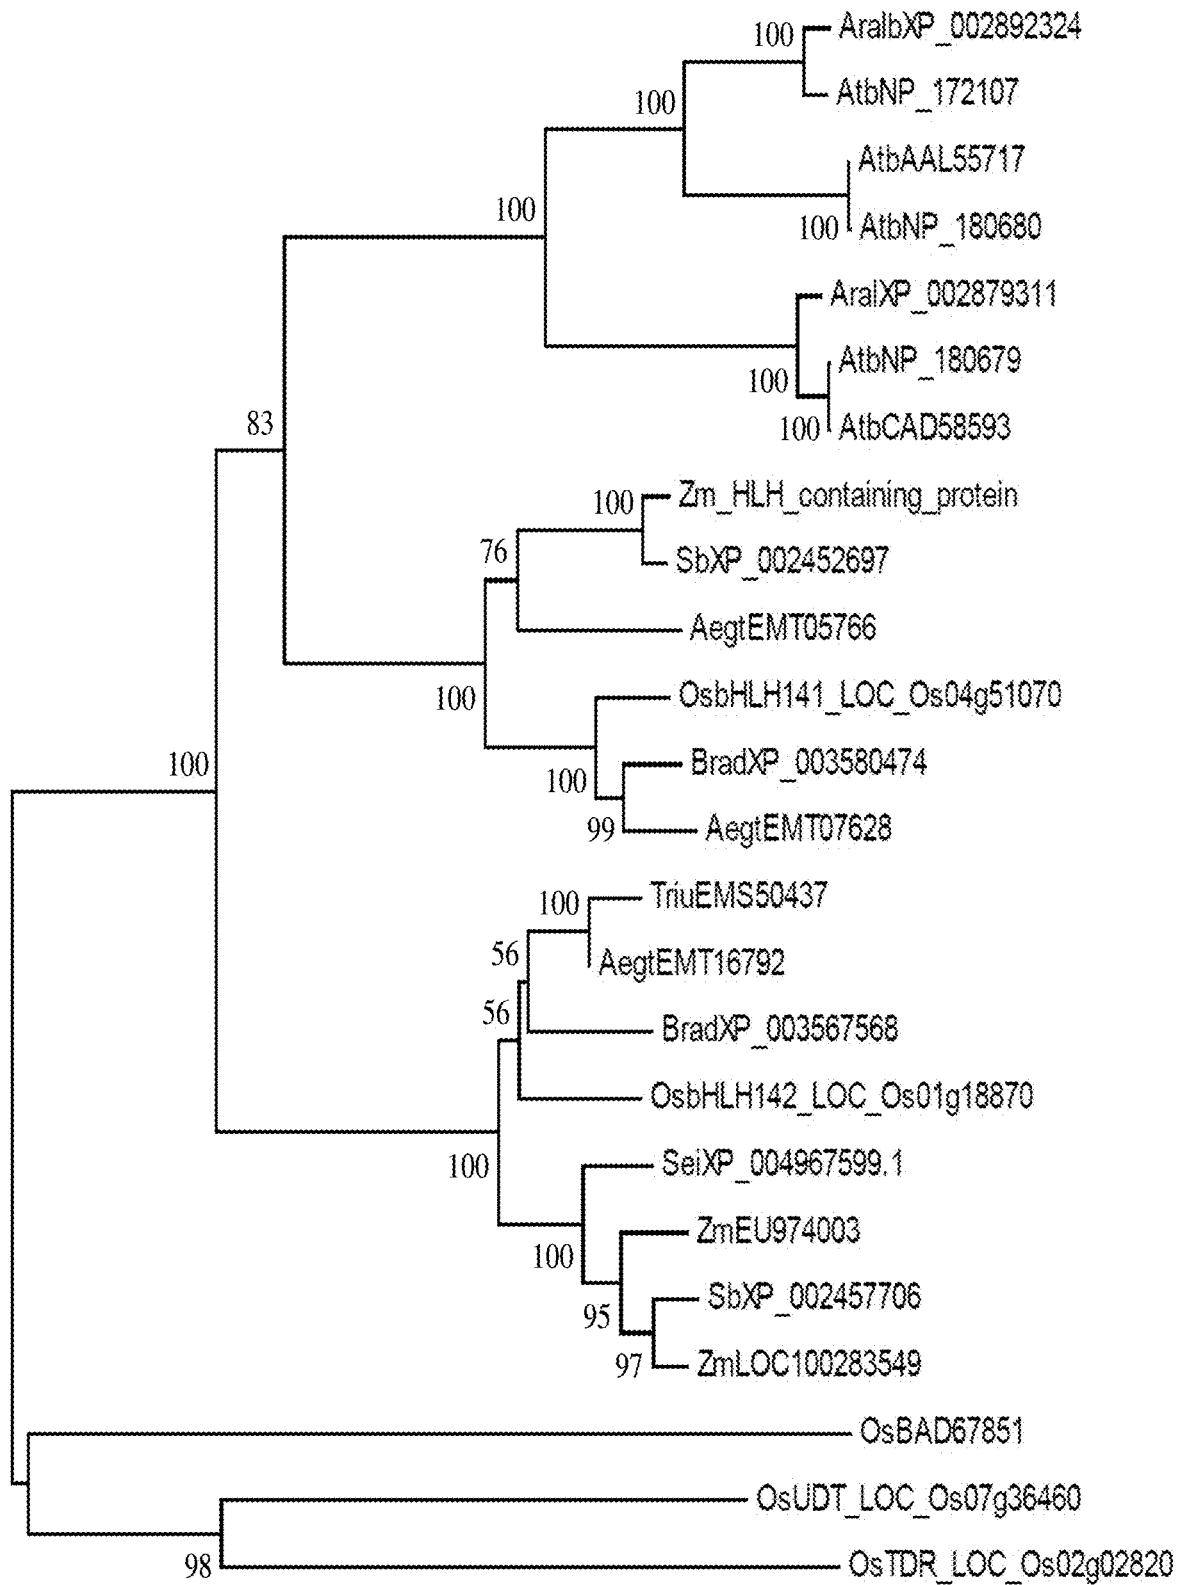 100
AralbXP_002892324
AtbNP_172107
100
AtbAAL55717
100
100 AtbNP_180680
AralXP_002879311
AtbNP_180679
100
100 AtbCAD58593
83
100 Zm_HLH_containing_protein
76
SbXP_002452697
AegtEMT05766
100
OsbHLH141_LOC_Os04g51070
100
BradXP_003580474
100
99 AegtEMT07628
100 TriuEMS50437
56
AegtEMT16792
56
BradXP_003567568
OsbHLH142_LOC_Os01g18870
100
SeiXP_004967599.1
ZmEU974003
100
SbXP_002457706
95
97 ZmLOC100283549
OsBAD67851
OsUDT_LOC_Os07g36460
98 OsTDR_LOC_Os02g02820